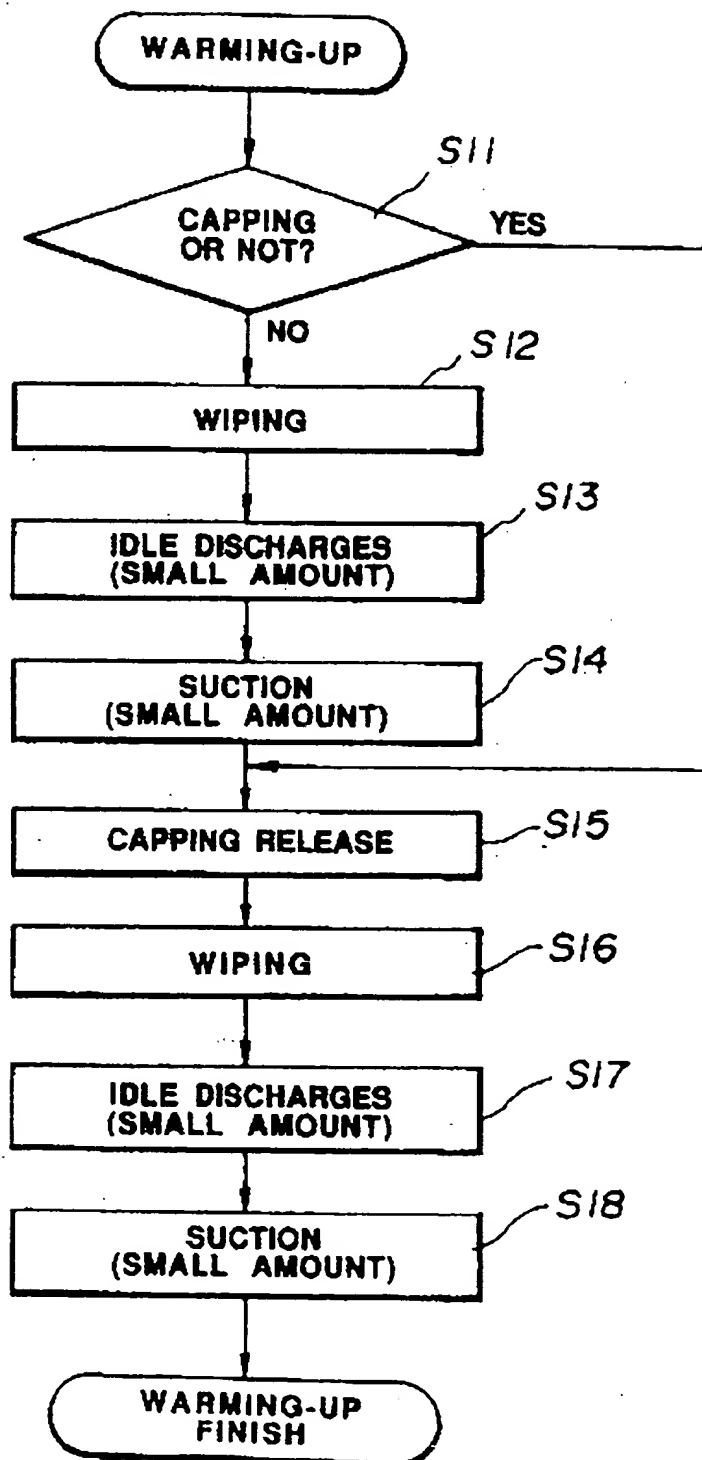 WARMING-UP
S11
CAPPING
OR NOT?
YES
NO
S12
WIPING
S13
IDLE DISCHARGES
(SMALL AMOUNT)
S14
SUCTION
(SMALL AMOUNT)
CAPPING RELEASE
S15
WIPING
S16
IDLE DISCHARGES
(SMALL AMOUNT)
S17
SUCTION
(SMALL AMOUNT)
S18
WARMING-UP
FINISH